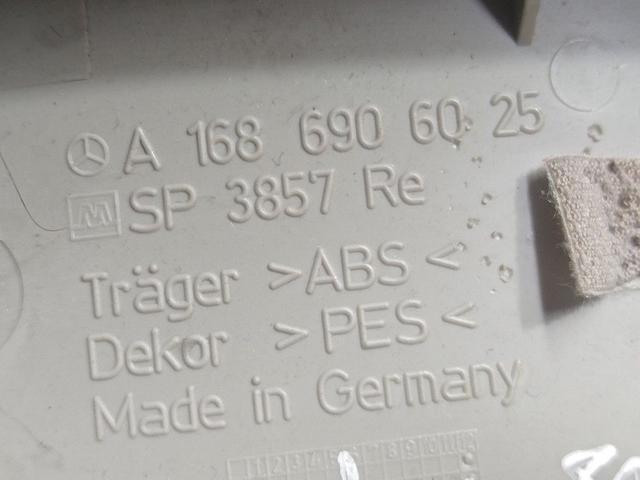 A 168 690 60 25
M SP 3857 Re
Träger >ABS<
Dekor >PES<
Made in Germany